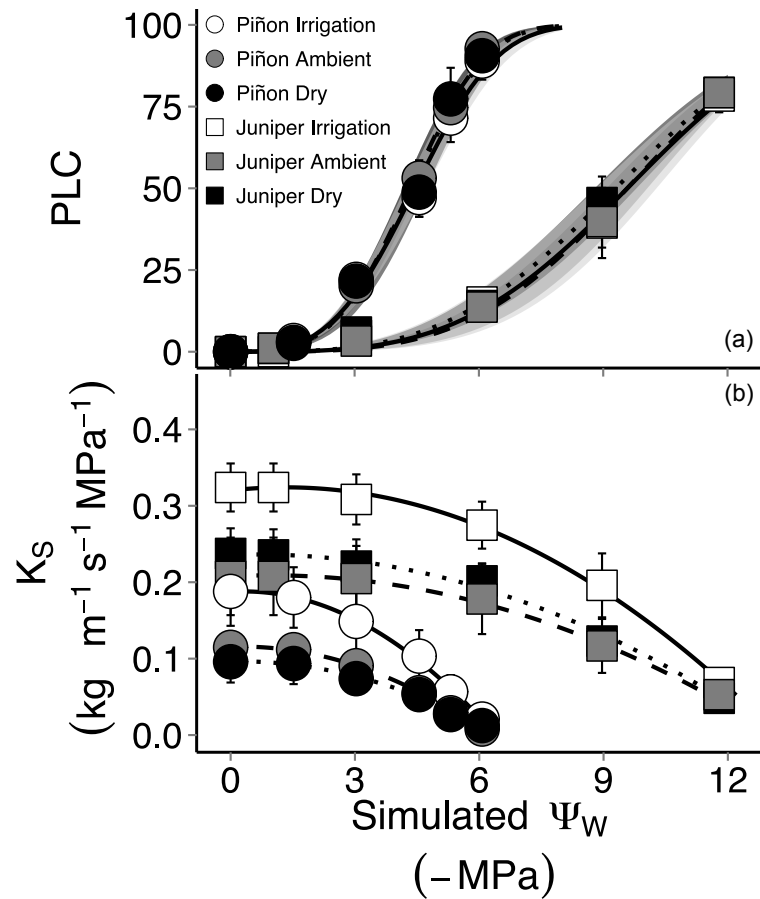 100
75
50
25
0
PLC
Piñon Irrigation
Piñon Ambient
Piñon Dry
Juniper Irrigation
Juniper Ambient
Juniper Dry
(a)
(b)
0.4
0.3
0.2
0.1
0.0
K_S
(kg m⁻¹ s⁻¹ MPa⁻¹)
0 3 6 9 12
Simulated Ψ_W
(−MPa)